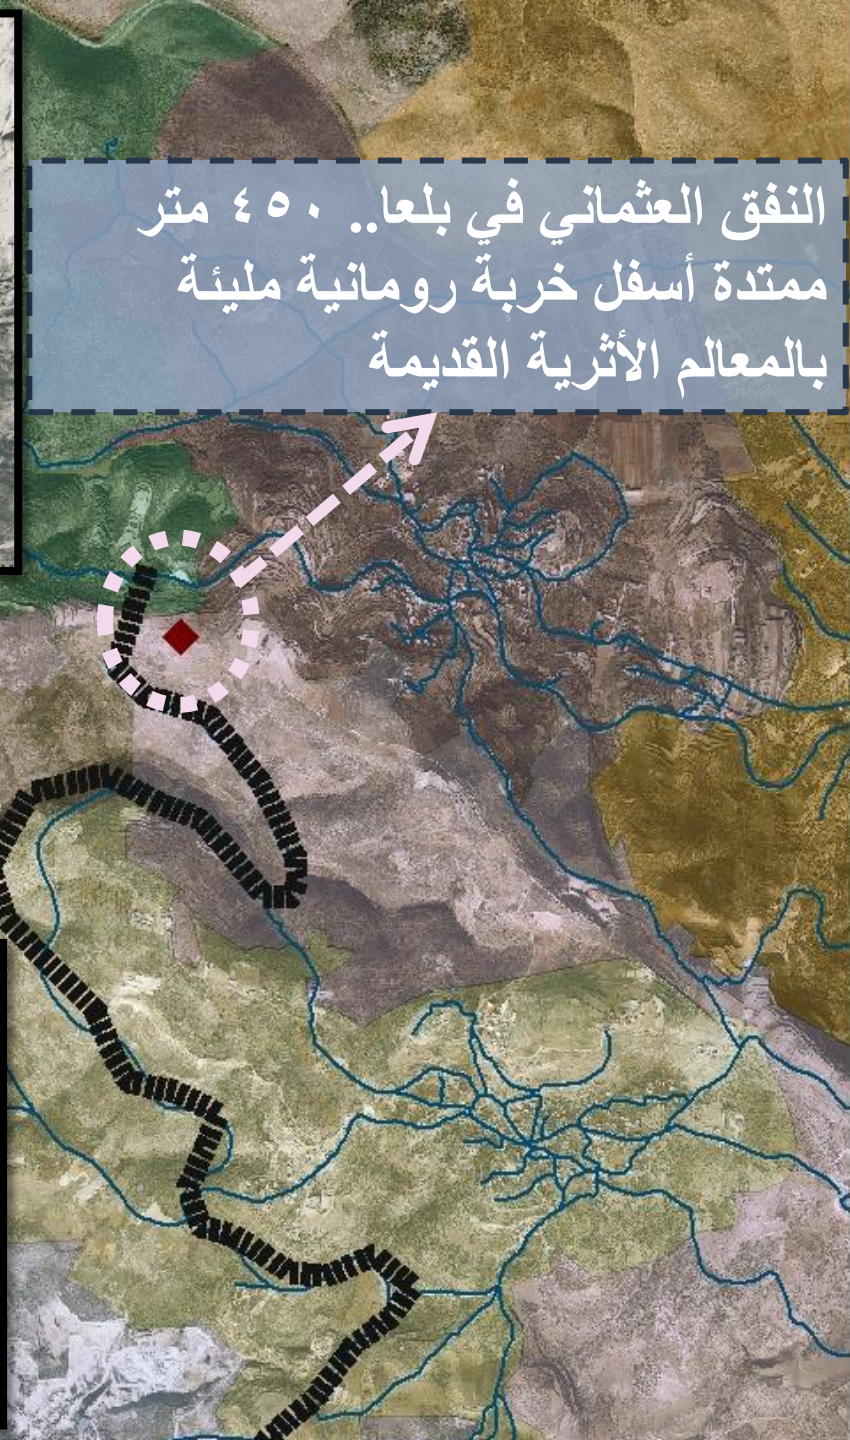 النفق العثماني في بلعا.. ٤٥٠ متر
ممتدة أسفل خربة رومانية مليئة
بالمعالم الأثرية القديمة